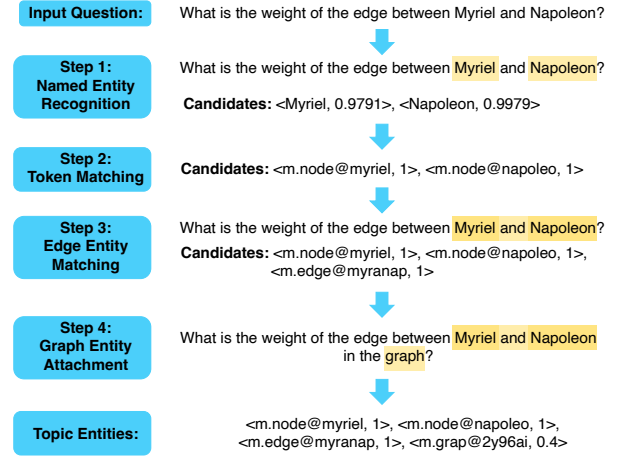 Input Question:
What is the weight of the edge between Myriel and Napoleon?
Step 1:
Named Entity
Recognition
What is the weight of the edge between Myriel and Napoleon?
Candidates: <Myriel, 0.9791>, <Napoleon, 0.9979>
Step 2:
Token Matching
Candidates: <m.node@myriel, 1>, <m.node@napoleo, 1>
Step 3:
Edge Entity
Matching
What is the weight of the edge between Myriel and Napoleon?
Candidates: <m.node@myriel, 1>, <m.node@napoleo, 1>,
<m.edge@myranap, 1>
Step 4:
Graph Entity
Attachment
What is the weight of the edge between Myriel and Napoleon
in the graph?
Topic Entities:
<m.node@myriel, 1>, <m.node@napoleo, 1>,
<m.edge@myranap, 1>, <m.grap@2y96ai, 0.4>